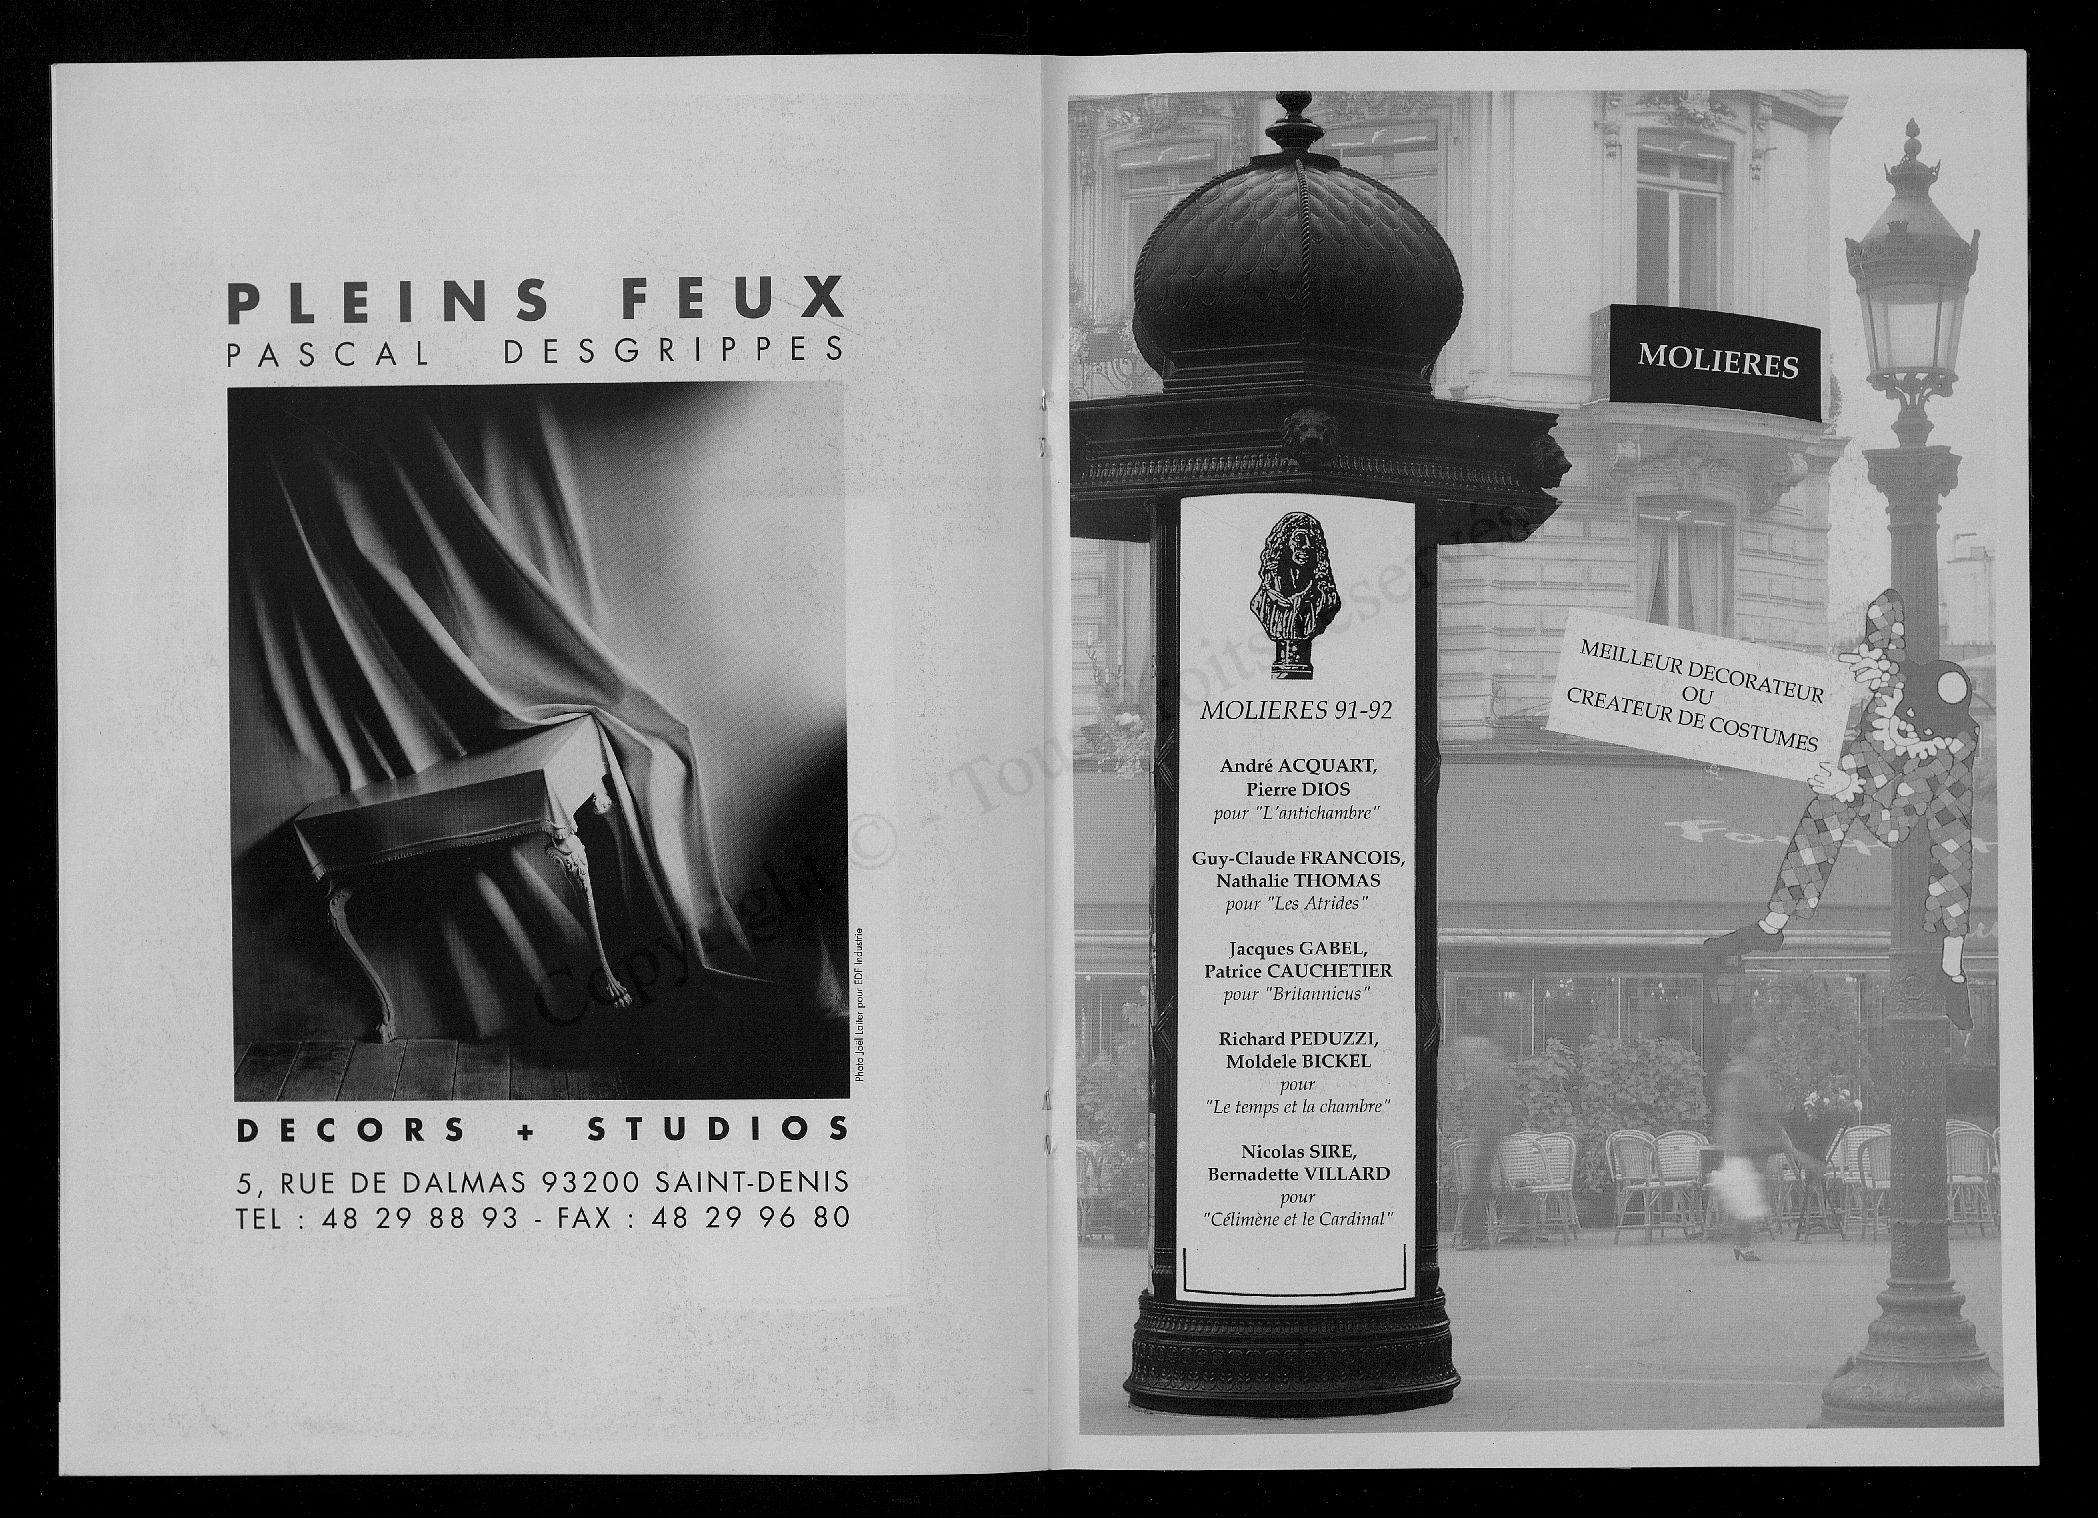 PLEINS FEUX
PASCAL DESGRIPPES
Photo Joël Laiter pour EDF Industrie
DECORS + STUDIOS
5, RUE DE DALMAS 93200 SAINT-DENIS
TEL : 48 29 88 93 - FAX : 48 29 96 80
MOLIERES
MEILLEUR DECORATEUR
OU
CREATEUR DE COSTUMES
MOLIERES 91-92
André ACQUART,
Pierre DIOS
pour "L'antichambre"
Guy-Claude FRANCOIS,
Nathalie THOMAS
pour "Les Atrides"
Jacques GABEL,
Patrice CAUCHETIER
pour "Britannicus"
Richard PEDUZZI,
Moldele BICKEL
pour
"Le temps et la chambre"
Nicolas SIRE,
Bernadette VILLARD
pour
"Célimène et le Cardinal"
Copyright © - Tous droits réservés